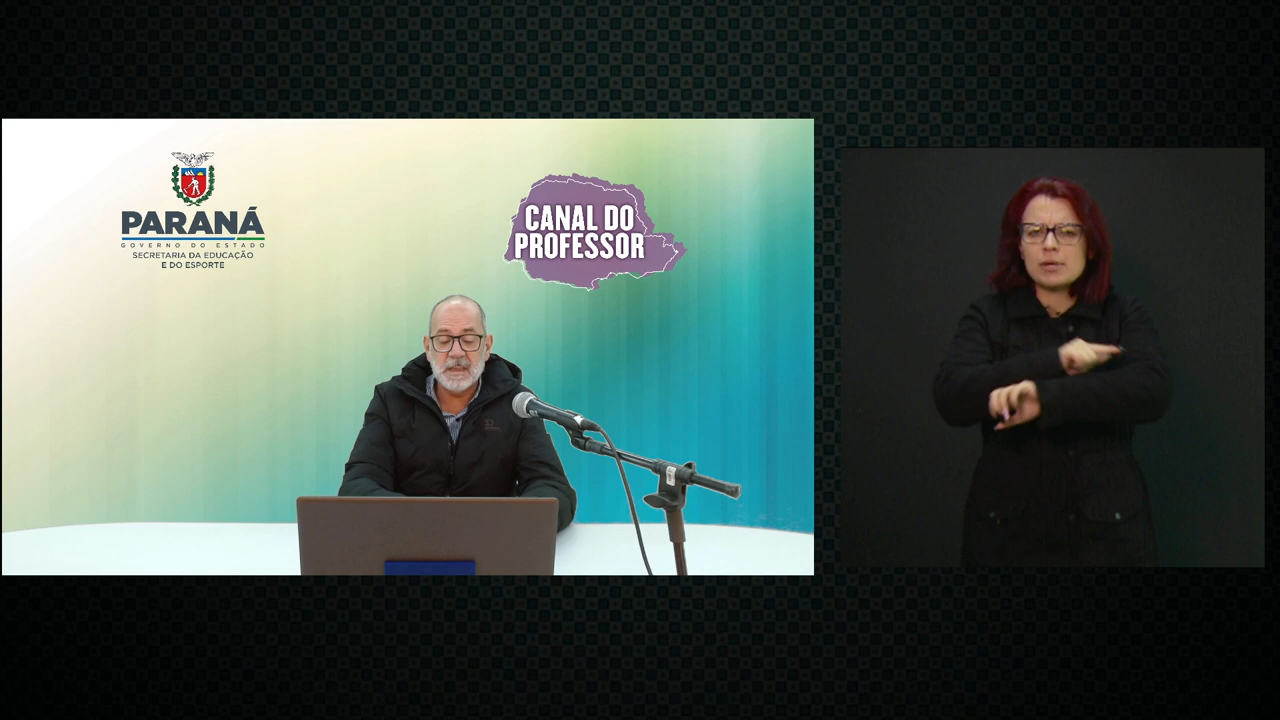 PARANÁ
GOVERNO DO ESTADO
SECRETARIA DA EDUCAÇÃO
E DO ESPORTE
CANAL DO
PROFESSOR